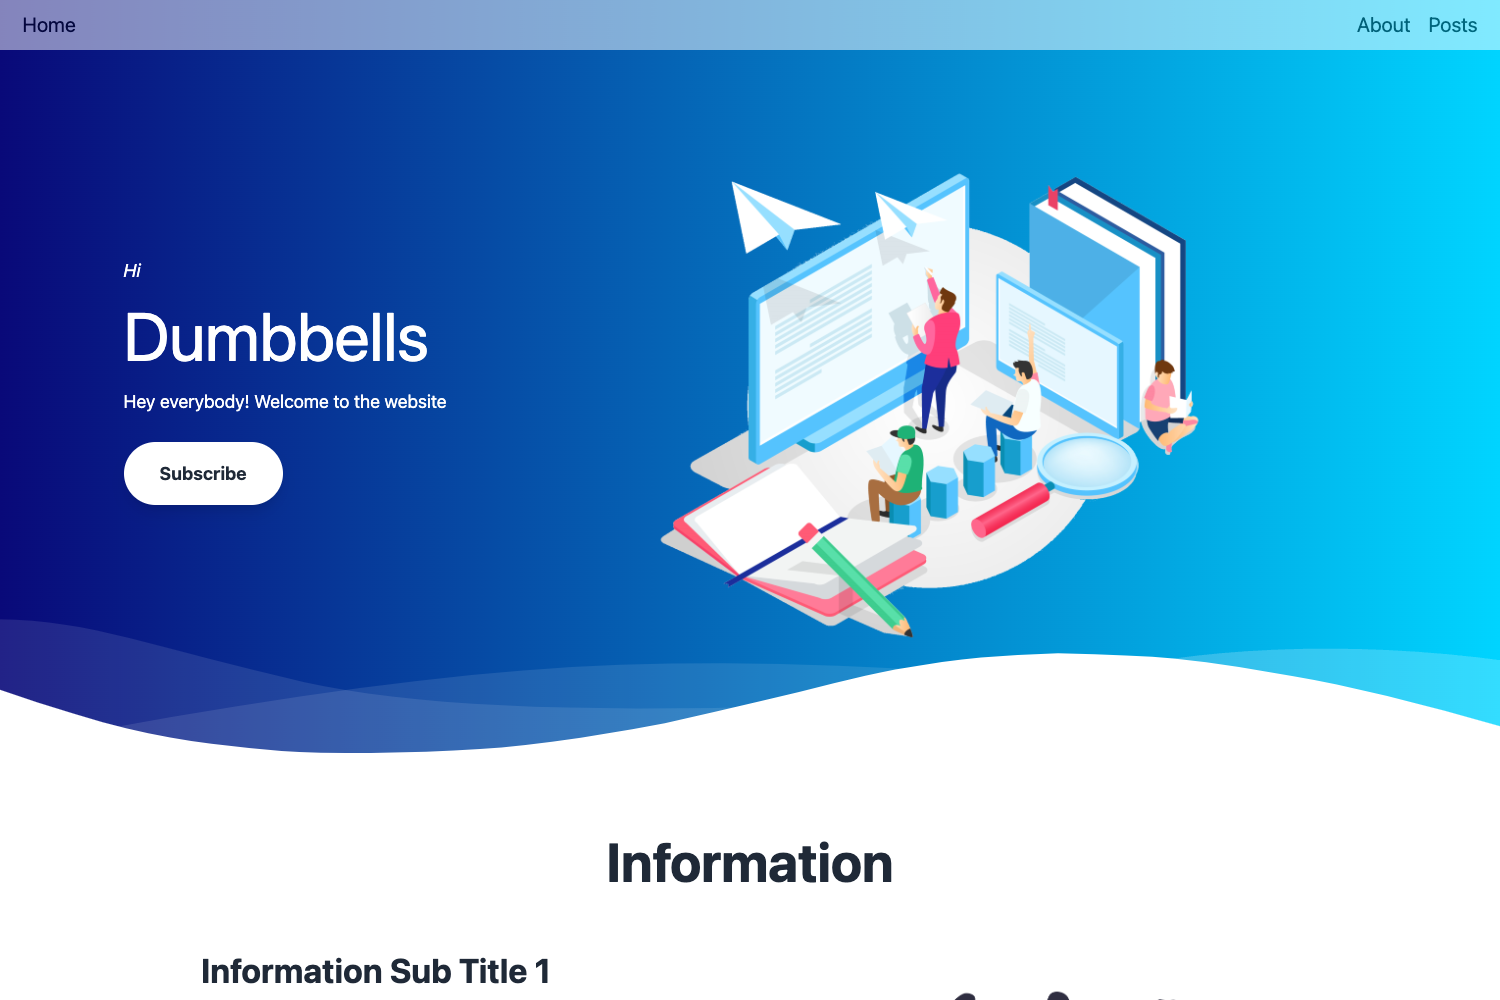 Home
About Posts
Hi
Dumbbells
Hey everybody! Welcome to the website
Subscribe
Information
Information Sub Title 1